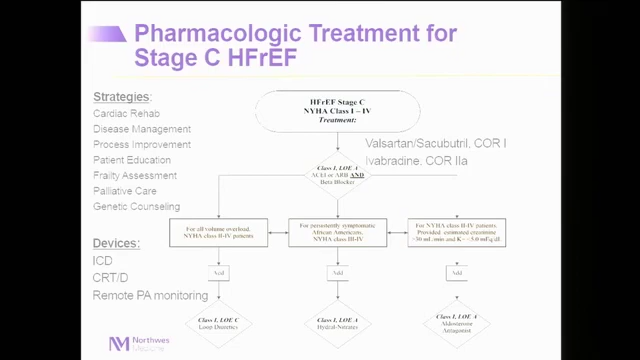 Pharmacologic Treatment for
Stage C HFrEF
Strategies:
Cardiac Rehab
Disease Management
Process Improvement
Patient Education
Frailty Assessment
Palliative Care
Genetic Counseling
Devices:
ICD
CRT/D
Remote PA monitoring
HFrEF Stage C
NYHA Class I – IV
Treatment:
Valsartan/Sacubutril, COR I
Ivabradine, COR IIa
Class I, LOE A
ACEI or ARB AND
Beta Blocker
For all volume overload,
NYHA class II-IV patients
For persistently symptomatic
African Americans,
NYHA class III-IV
For NYHA class II-IV patients.
Provided estimated creatinine
>30 mL/min and K+ <5.0 mEq/dL
Add
Add
Add
Class I, LOE C
Loop Diuretics
Class I, LOE A
Hydral-Nitrates
Class I, LOE A
Aldosterone
Antagonist
Northwes
Medicine